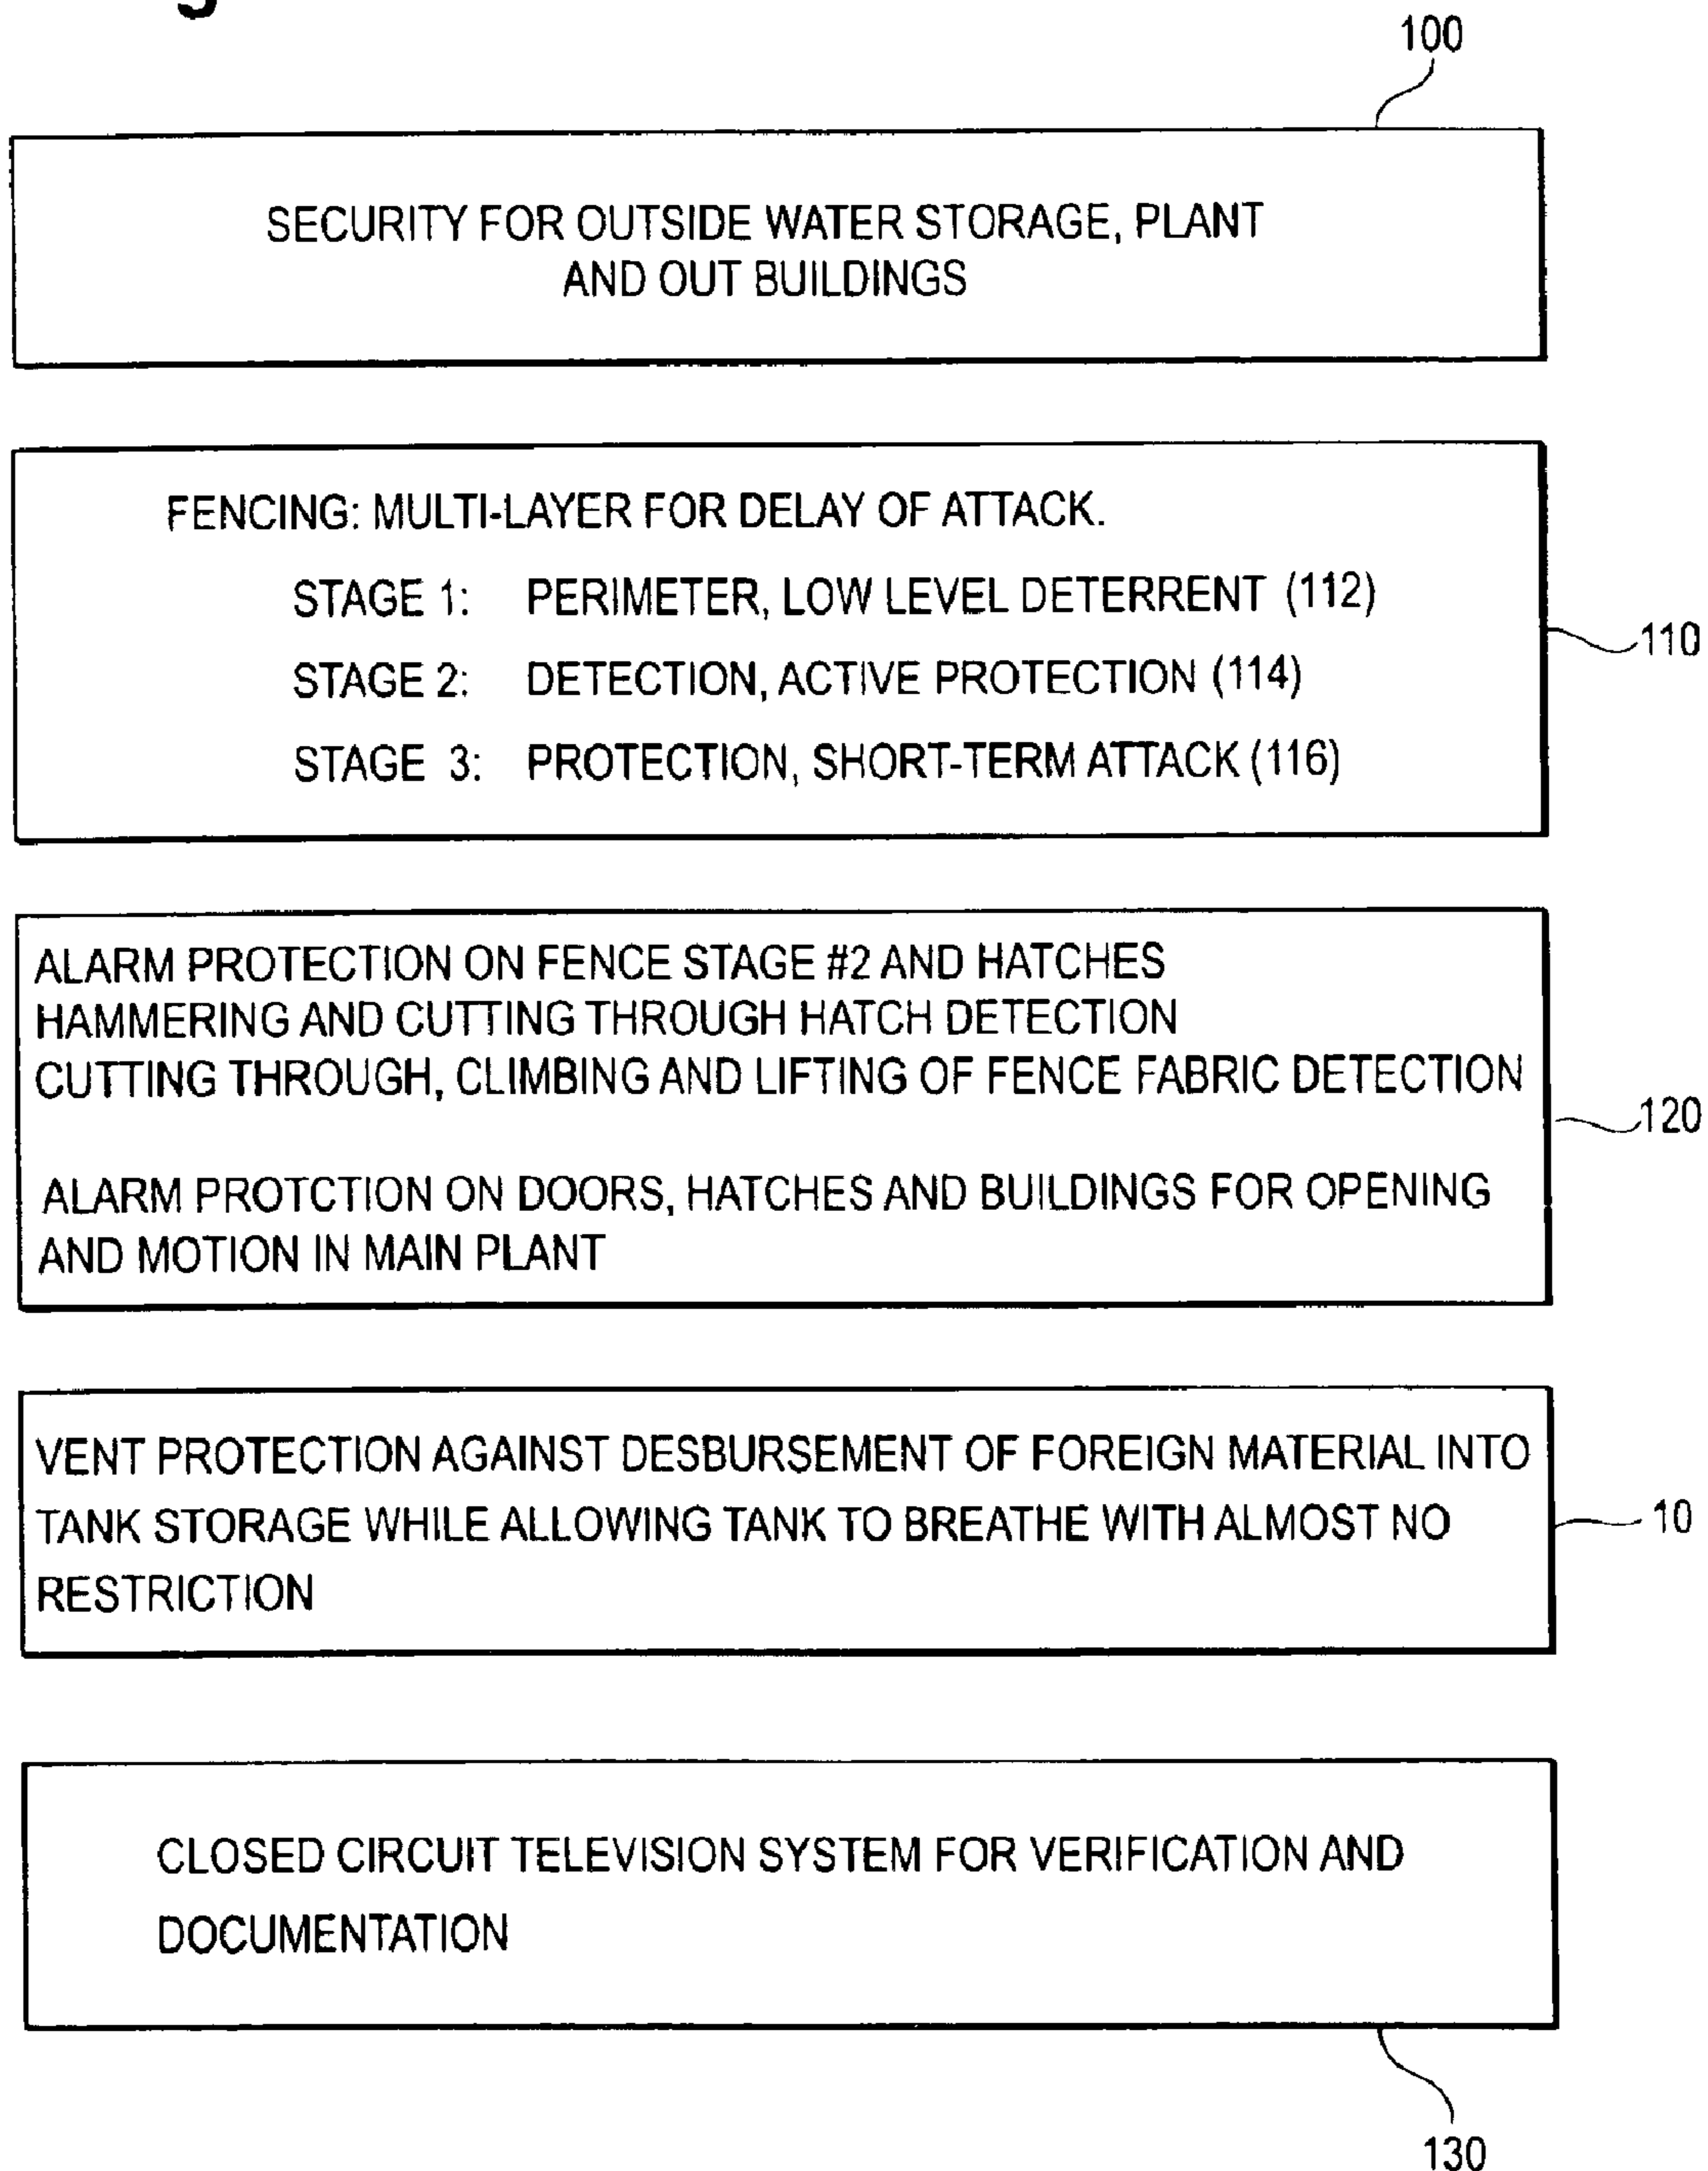 100
SECURITY FOR OUTSIDE WATER STORAGE, PLANT
AND OUT BUILDINGS
FENCING: MULTI-LAYER FOR DELAY OF ATTACK.
STAGE 1: PERIMETER, LOW LEVEL DETERRENT (112)
STAGE 2: DETECTION, ACTIVE PROTECTION (114)
STAGE 3: PROTECTION, SHORT-TERM ATTACK (116)
110
ALARM PROTECTION ON FENCE STAGE #2 AND HATCHES
HAMMERING AND CUTTING THROUGH HATCH DETECTION
CUTTING THROUGH, CLIMBING AND LIFTING OF FENCE FABRIC DETECTION
120
ALARM PROTCTION ON DOORS, HATCHES AND BUILDINGS FOR OPENING
AND MOTION IN MAIN PLANT
VENT PROTECTION AGAINST DESBURSEMENT OF FOREIGN MATERIAL INTO
TANK STORAGE WHILE ALLOWING TANK TO BREATHE WITH ALMOST NO
RESTRICTION
10
CLOSED CIRCUIT TELEVISION SYSTEM FOR VERIFICATION AND
DOCUMENTATION
130